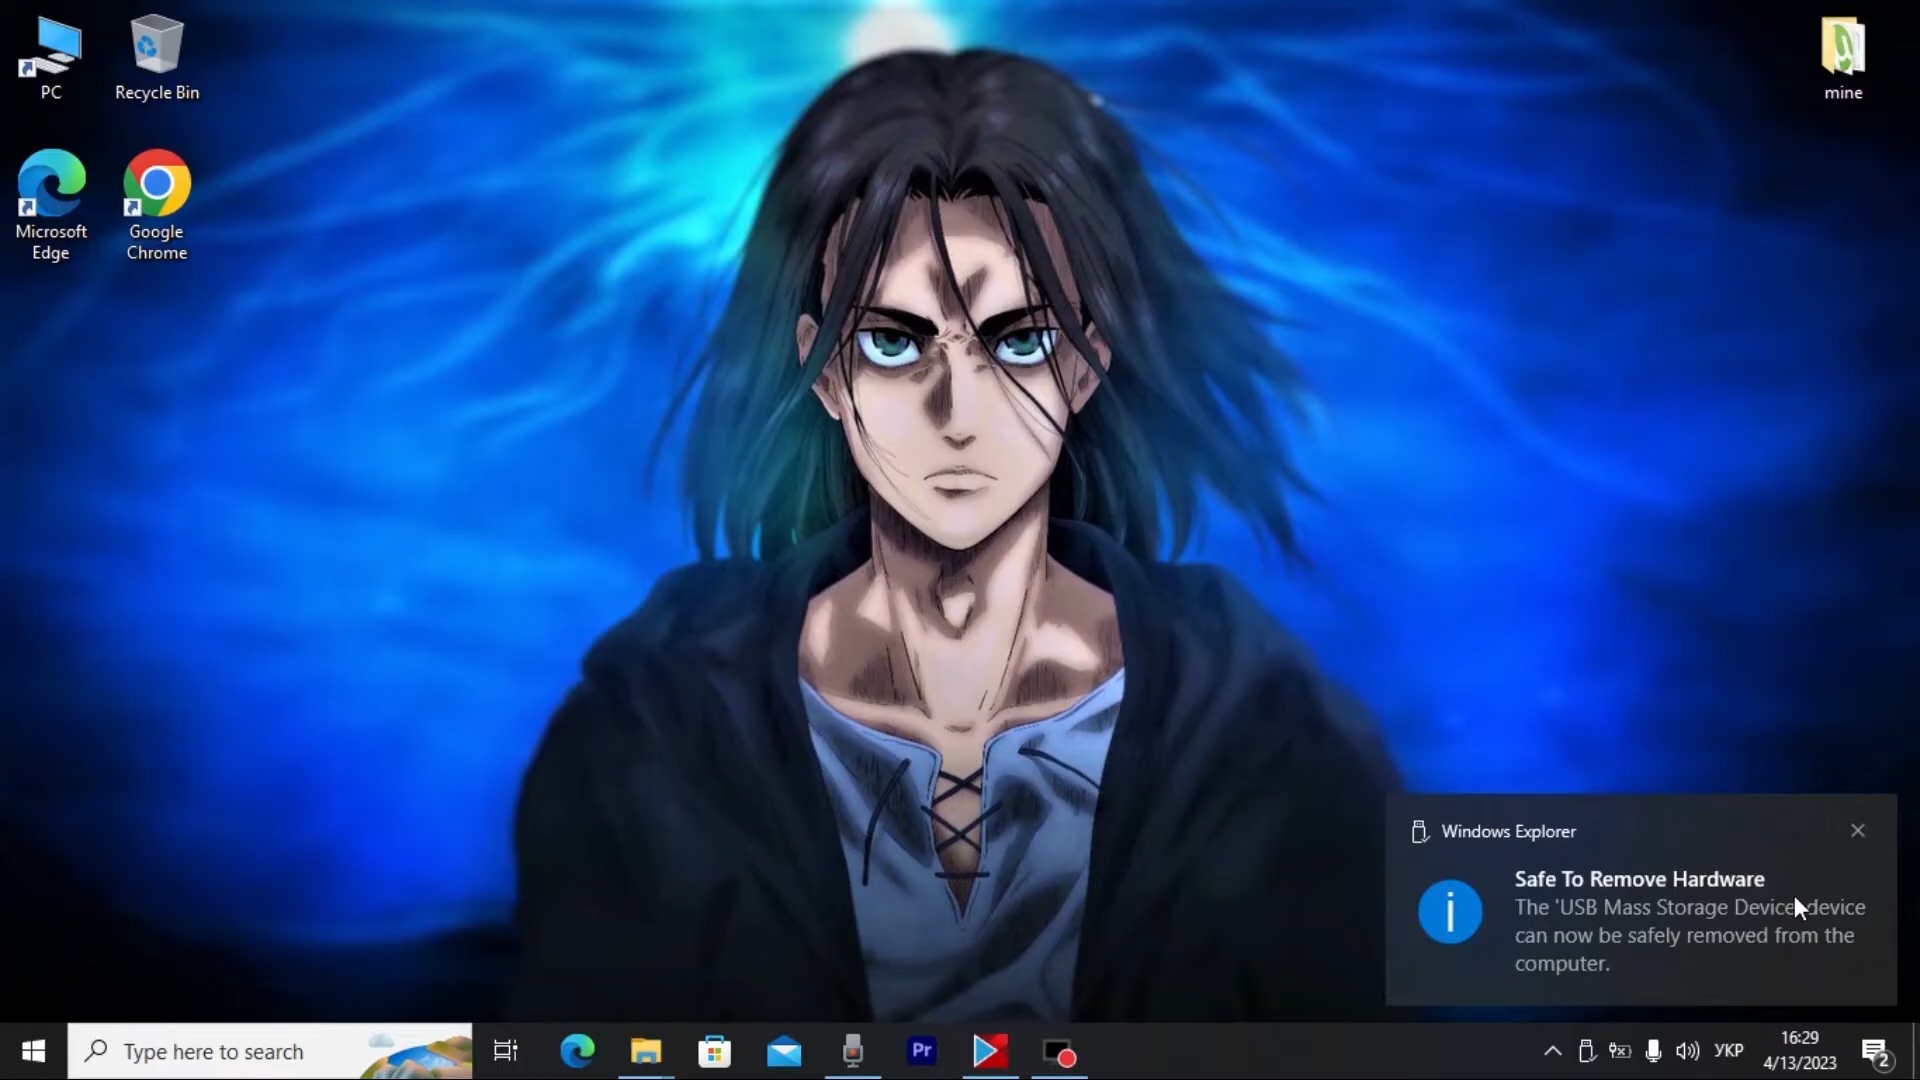 PC
Recycle Bin
mine
Microsoft
Edge
Google
Chrome
Windows Explorer
Safe To Remove Hardware
The 'USB Mass Storage Device' device
can now be safely removed from the
computer.
Type here to search
Pr
УКР
16:29
4/13/2023
2